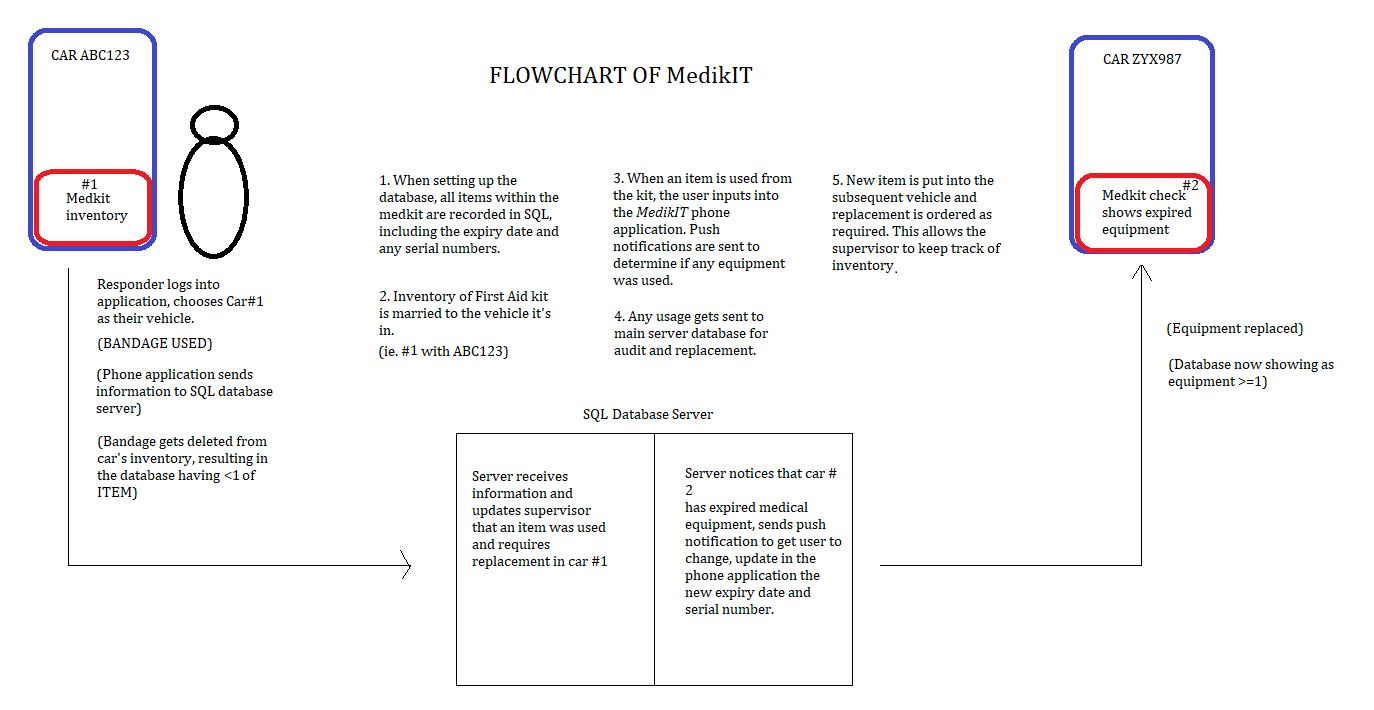 CAR ABC123
#1
Medkit
inventory
FLOWCHART OF MedikIT
CAR ZYX987
#2
Medkit check
shows expired
equipment
1. When setting up the
database, all items within the
medkit are recorded in SQL,
including the expiry date and
any serial numbers.
2. Inventory of First Aid kit
is married to the vehicle it's
in.
(ie. #1 with ABC123)
3. When an item is used from
the kit, the user inputs into
the MedikIT phone
application. Push
notifications are sent to
determine if any equipment
was used.
4. Any usage gets sent to
main server database for
audit and replacement.
5. New item is put into the
subsequent vehicle and
replacement is ordered as
required. This allows the
supervisor to keep track of
inventory.
Responder logs into
application, chooses Car#1
as their vehicle.
(BANDAGE USED)
(Phone application sends
information to SQL database
server)
(Bandage gets deleted from
car's inventory, resulting in
the database having <1 of
ITEM)
SQL Database Server
Server receives
information and
updates supervisor
that an item was used
and requires
replacement in car #1
Server notices that car #
2
has expired medical
equipment, sends push
notification to get user to
change, update in the
phone application the
new expiry date and
serial number.
(Equipment replaced)
(Database now showing as
equipment >=1)